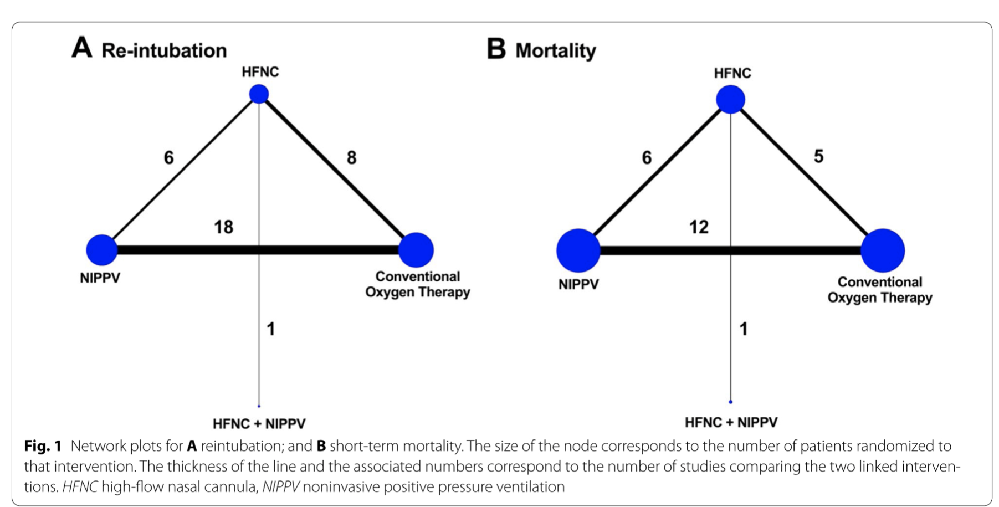 A Re-intubation
HFNC
6
8
18
NIPPV
Conventional
Oxygen Therapy
1
HFNC + NIPPV
B Mortality
HFNC
6
5
12
NIPPV
Conventional
Oxygen Therapy
1
HFNC + NIPPV
Fig. 1 Network plots for A reintubation; and B short-term mortality. The size of the node corresponds to the number of patients randomized to
that intervention. The thickness of the line and the associated numbers correspond to the number of studies comparing the two linked interven-
tions. HFNC high-flow nasal cannula, NIPPV noninvasive positive pressure ventilation